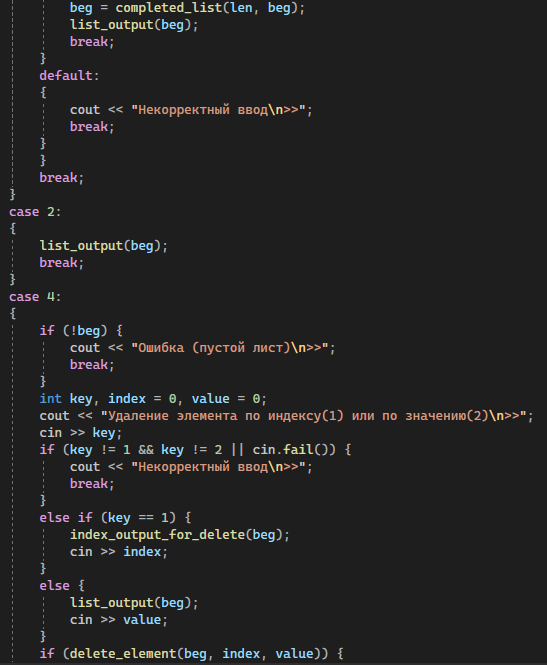 beg = completed_list(len, beg);
list_output(beg);
break;
}
default:
{
cout << "Некорректный ввод\n>>";
break;
}
}
break;
}
case 2:
{
list_output(beg);
break;
}
case 4:
{
if (!beg) {
cout << "Ошибка (пустой лист)\n>>";
break;
}
int key, index = 0, value = 0;
cout << "Удаление элемента по индексу(1) или по значению(2)\n>>";
cin >> key;
if (key != 1 && key != 2 || cin.fail()) {
cout << "Некорректный ввод\n>>";
break;
}
else if (key == 1) {
index_output_for_delete(beg);
cin >> index;
}
else {
list_output(beg);
cin >> value;
}
if (delete_element(beg, index, value)) {